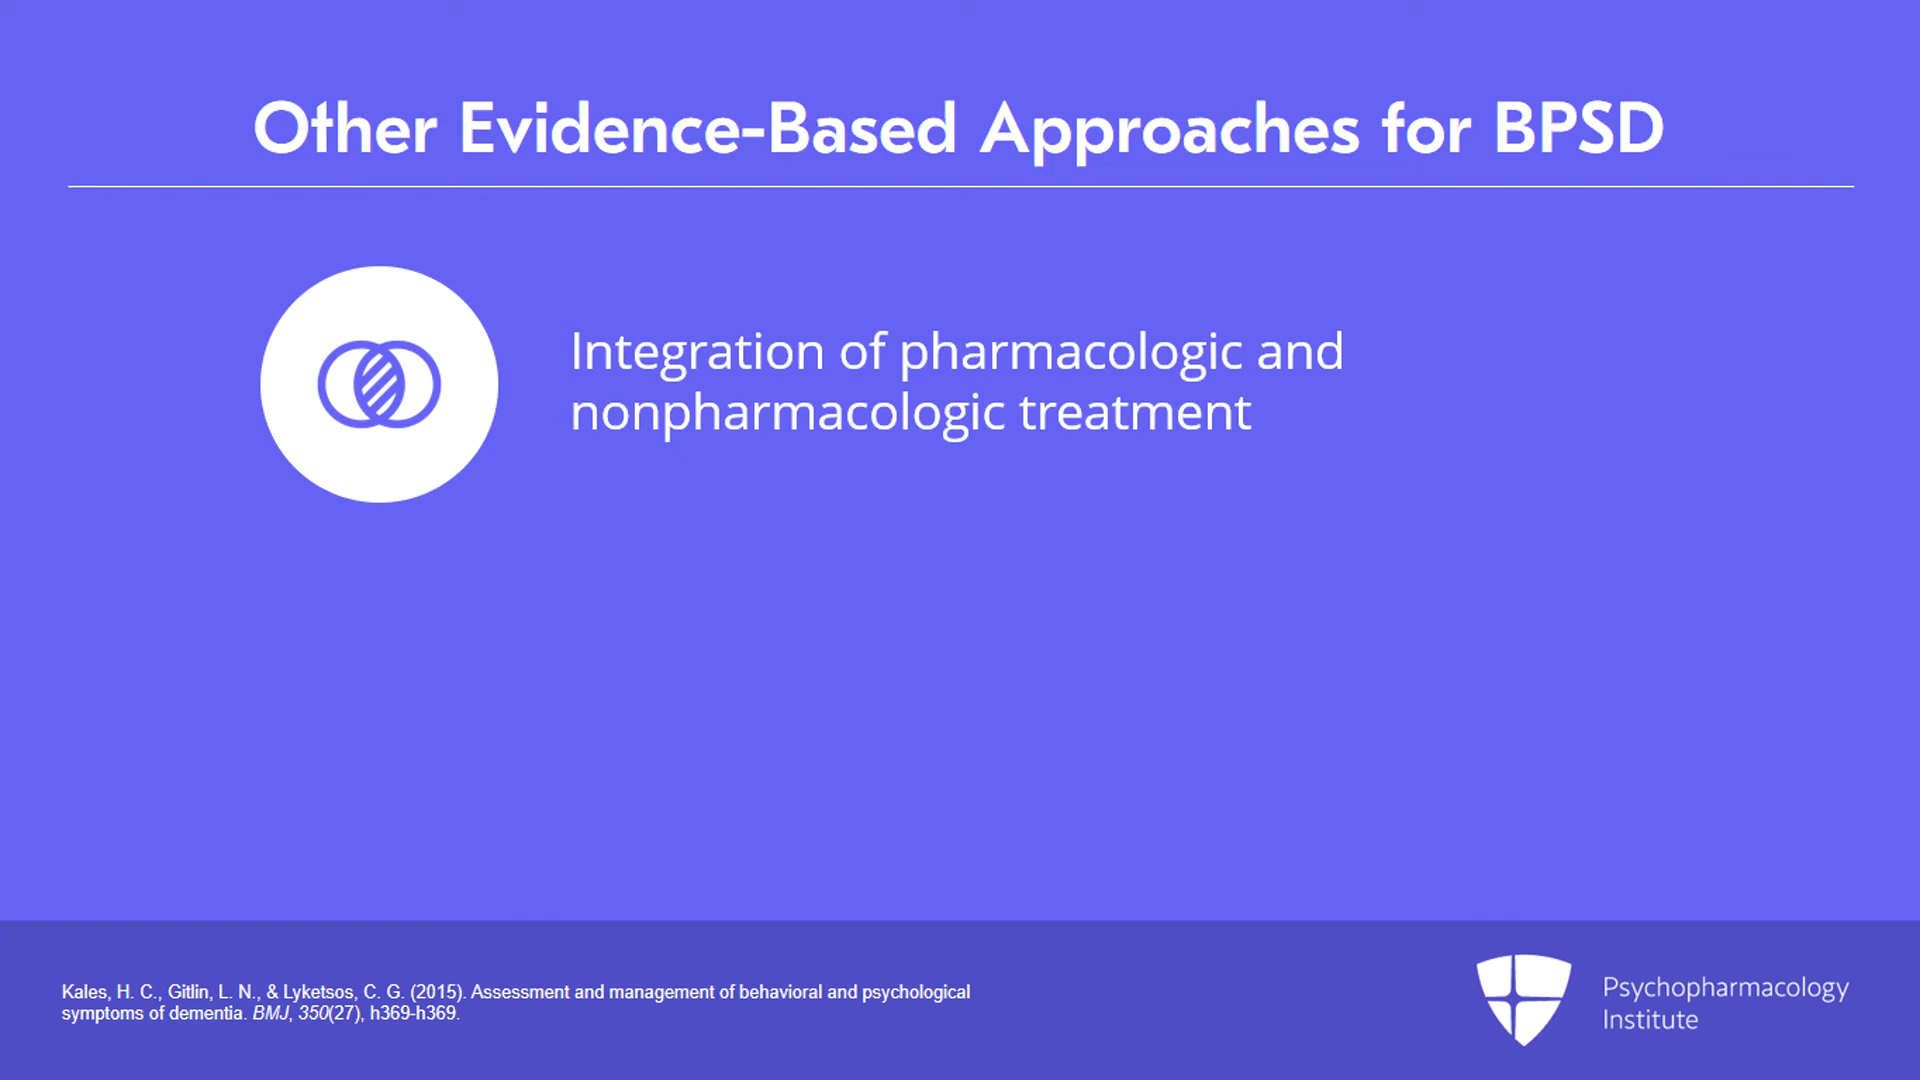 Other Evidence-Based Approaches for BPSD
Integration of pharmacologic and
nonpharmacologic treatment
Kales, H. C., Gitlin, L. N., & Lyketsos, C. G. (2015). Assessment and management of behavioral and psychological
symptoms of dementia. BMJ, 350(27), h369-h369.
Psychopharmacology
Institute